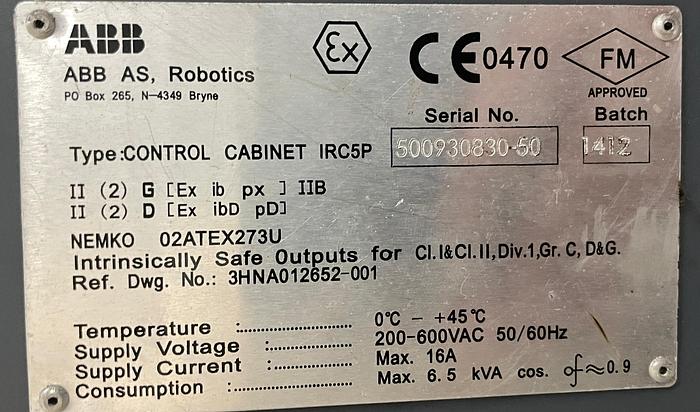 ABB
Ex
CE 0470
FM
APPROVED
ABB AS, Robotics
PO Box 265, N-4349 Bryne
Serial No. Batch
Type:CONTROL CABINET IRC5P 500930830-50 1412
II (2) G [Ex ib px ] IIB
II (2) D [Ex ibD pD]
NEMKO 02ATEX273U
Intrinsically Safe Outputs for Cl.I&Cl.II,Div.1,Gr. C, D&G.
Ref. Dwg. No.: 3HNA012652-001
Temperature :.................... 0°C - +45°C
Supply Voltage :.................... 200-600VAC 50/60Hz
Supply Current :.................... Max. 16A
Consumption :.................... Max. 6.5 kVA cos. φ≈0.9